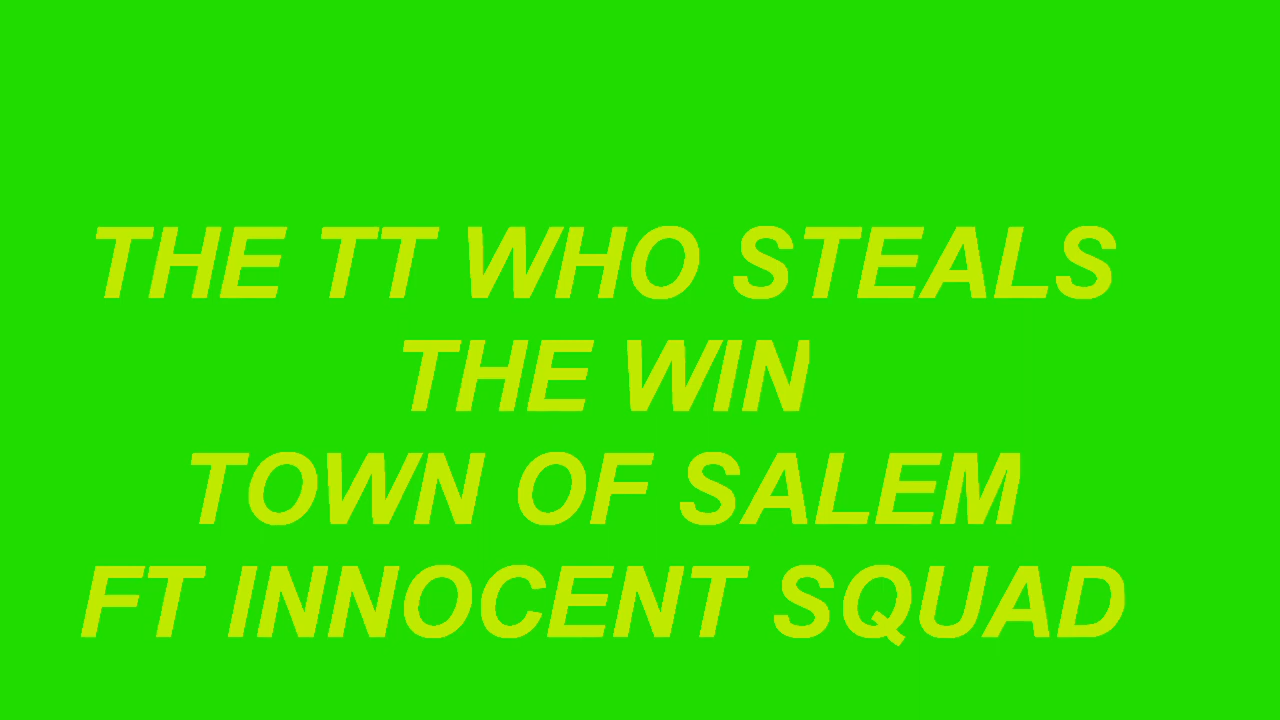 THE TT WHO STEALS
THE WIN
TOWN OF SALEM
FT INNOCENT SQUAD